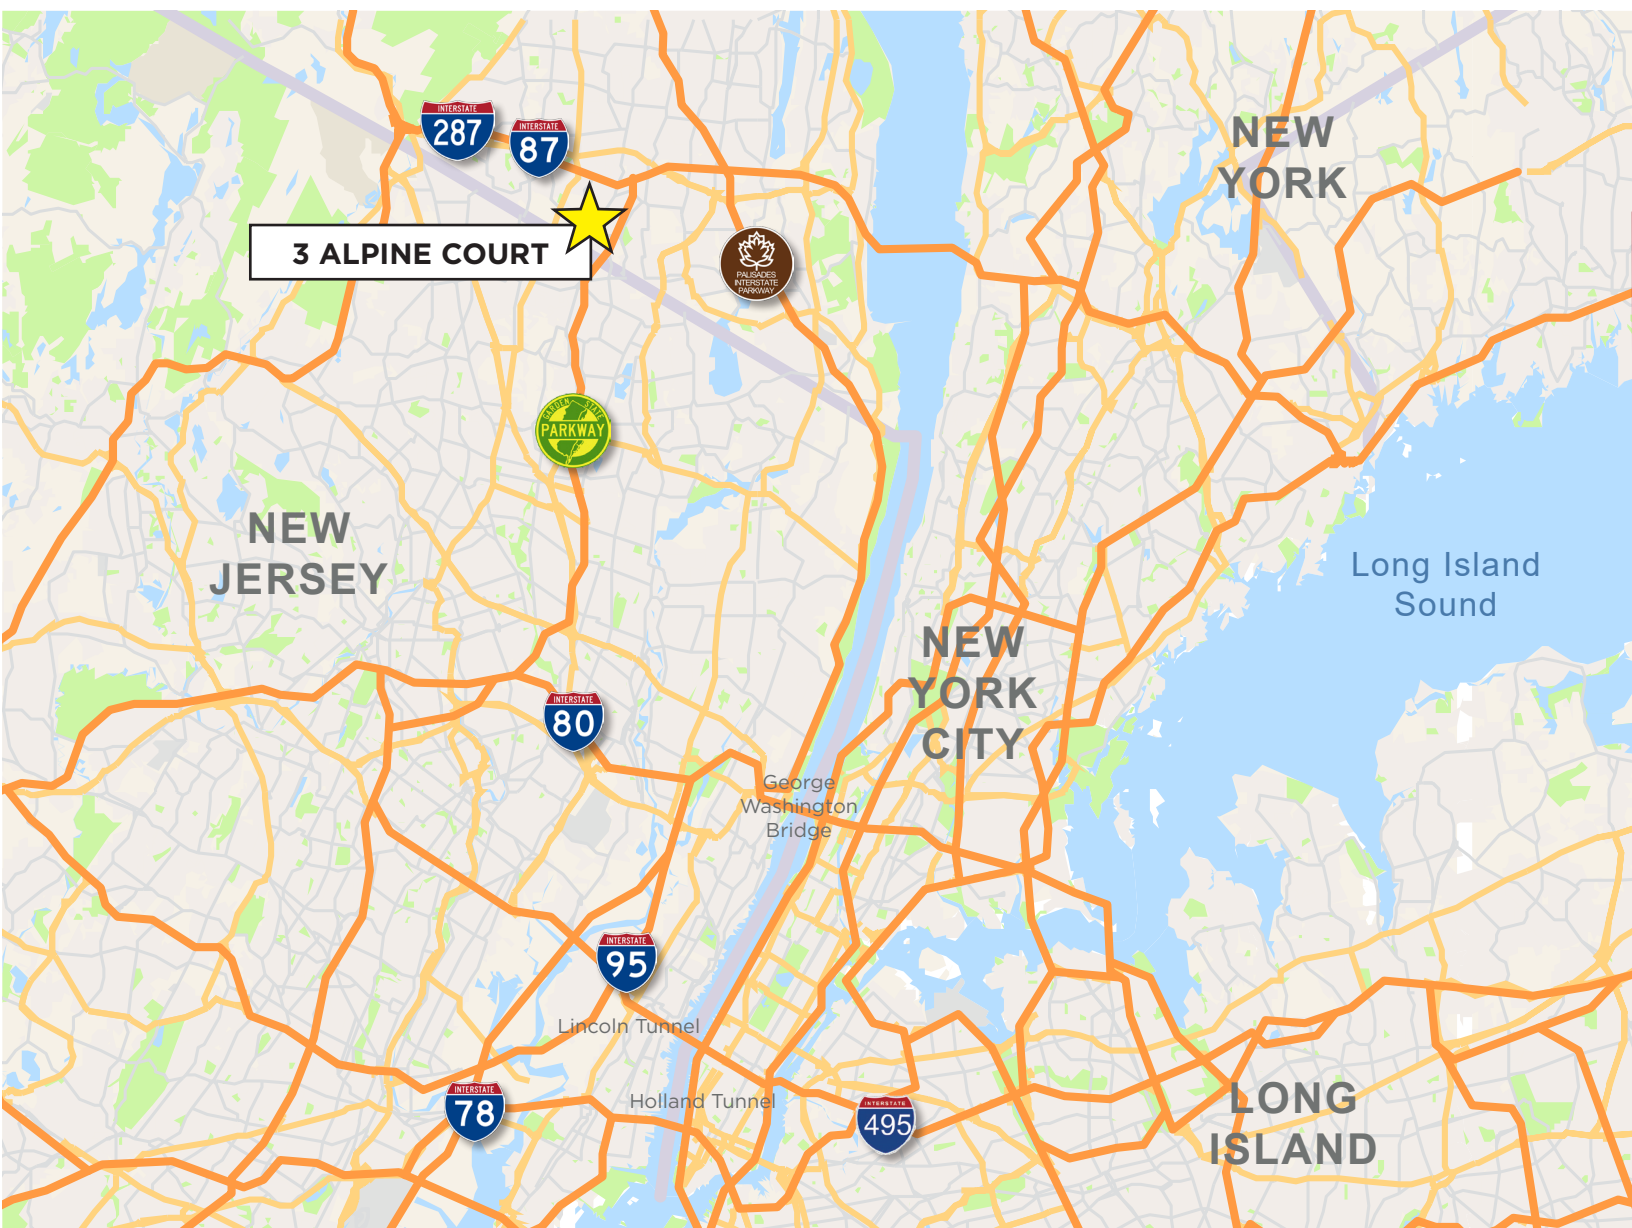 INTERSTATE
287
INTERSTATE
87
NEW
YORK
3 ALPINE COURT
PALISADES
INTERSTATE
PARKWAY
GARDEN STATE
PARKWAY
NEW
JERSEY
Long Island
Sound
NEW
YORK
CITY
INTERSTATE
80
George
Washington
Bridge
INTERSTATE
95
Lincoln Tunnel
INTERSTATE
78
Holland Tunnel
INTERSTATE
495
LONG
ISLAND